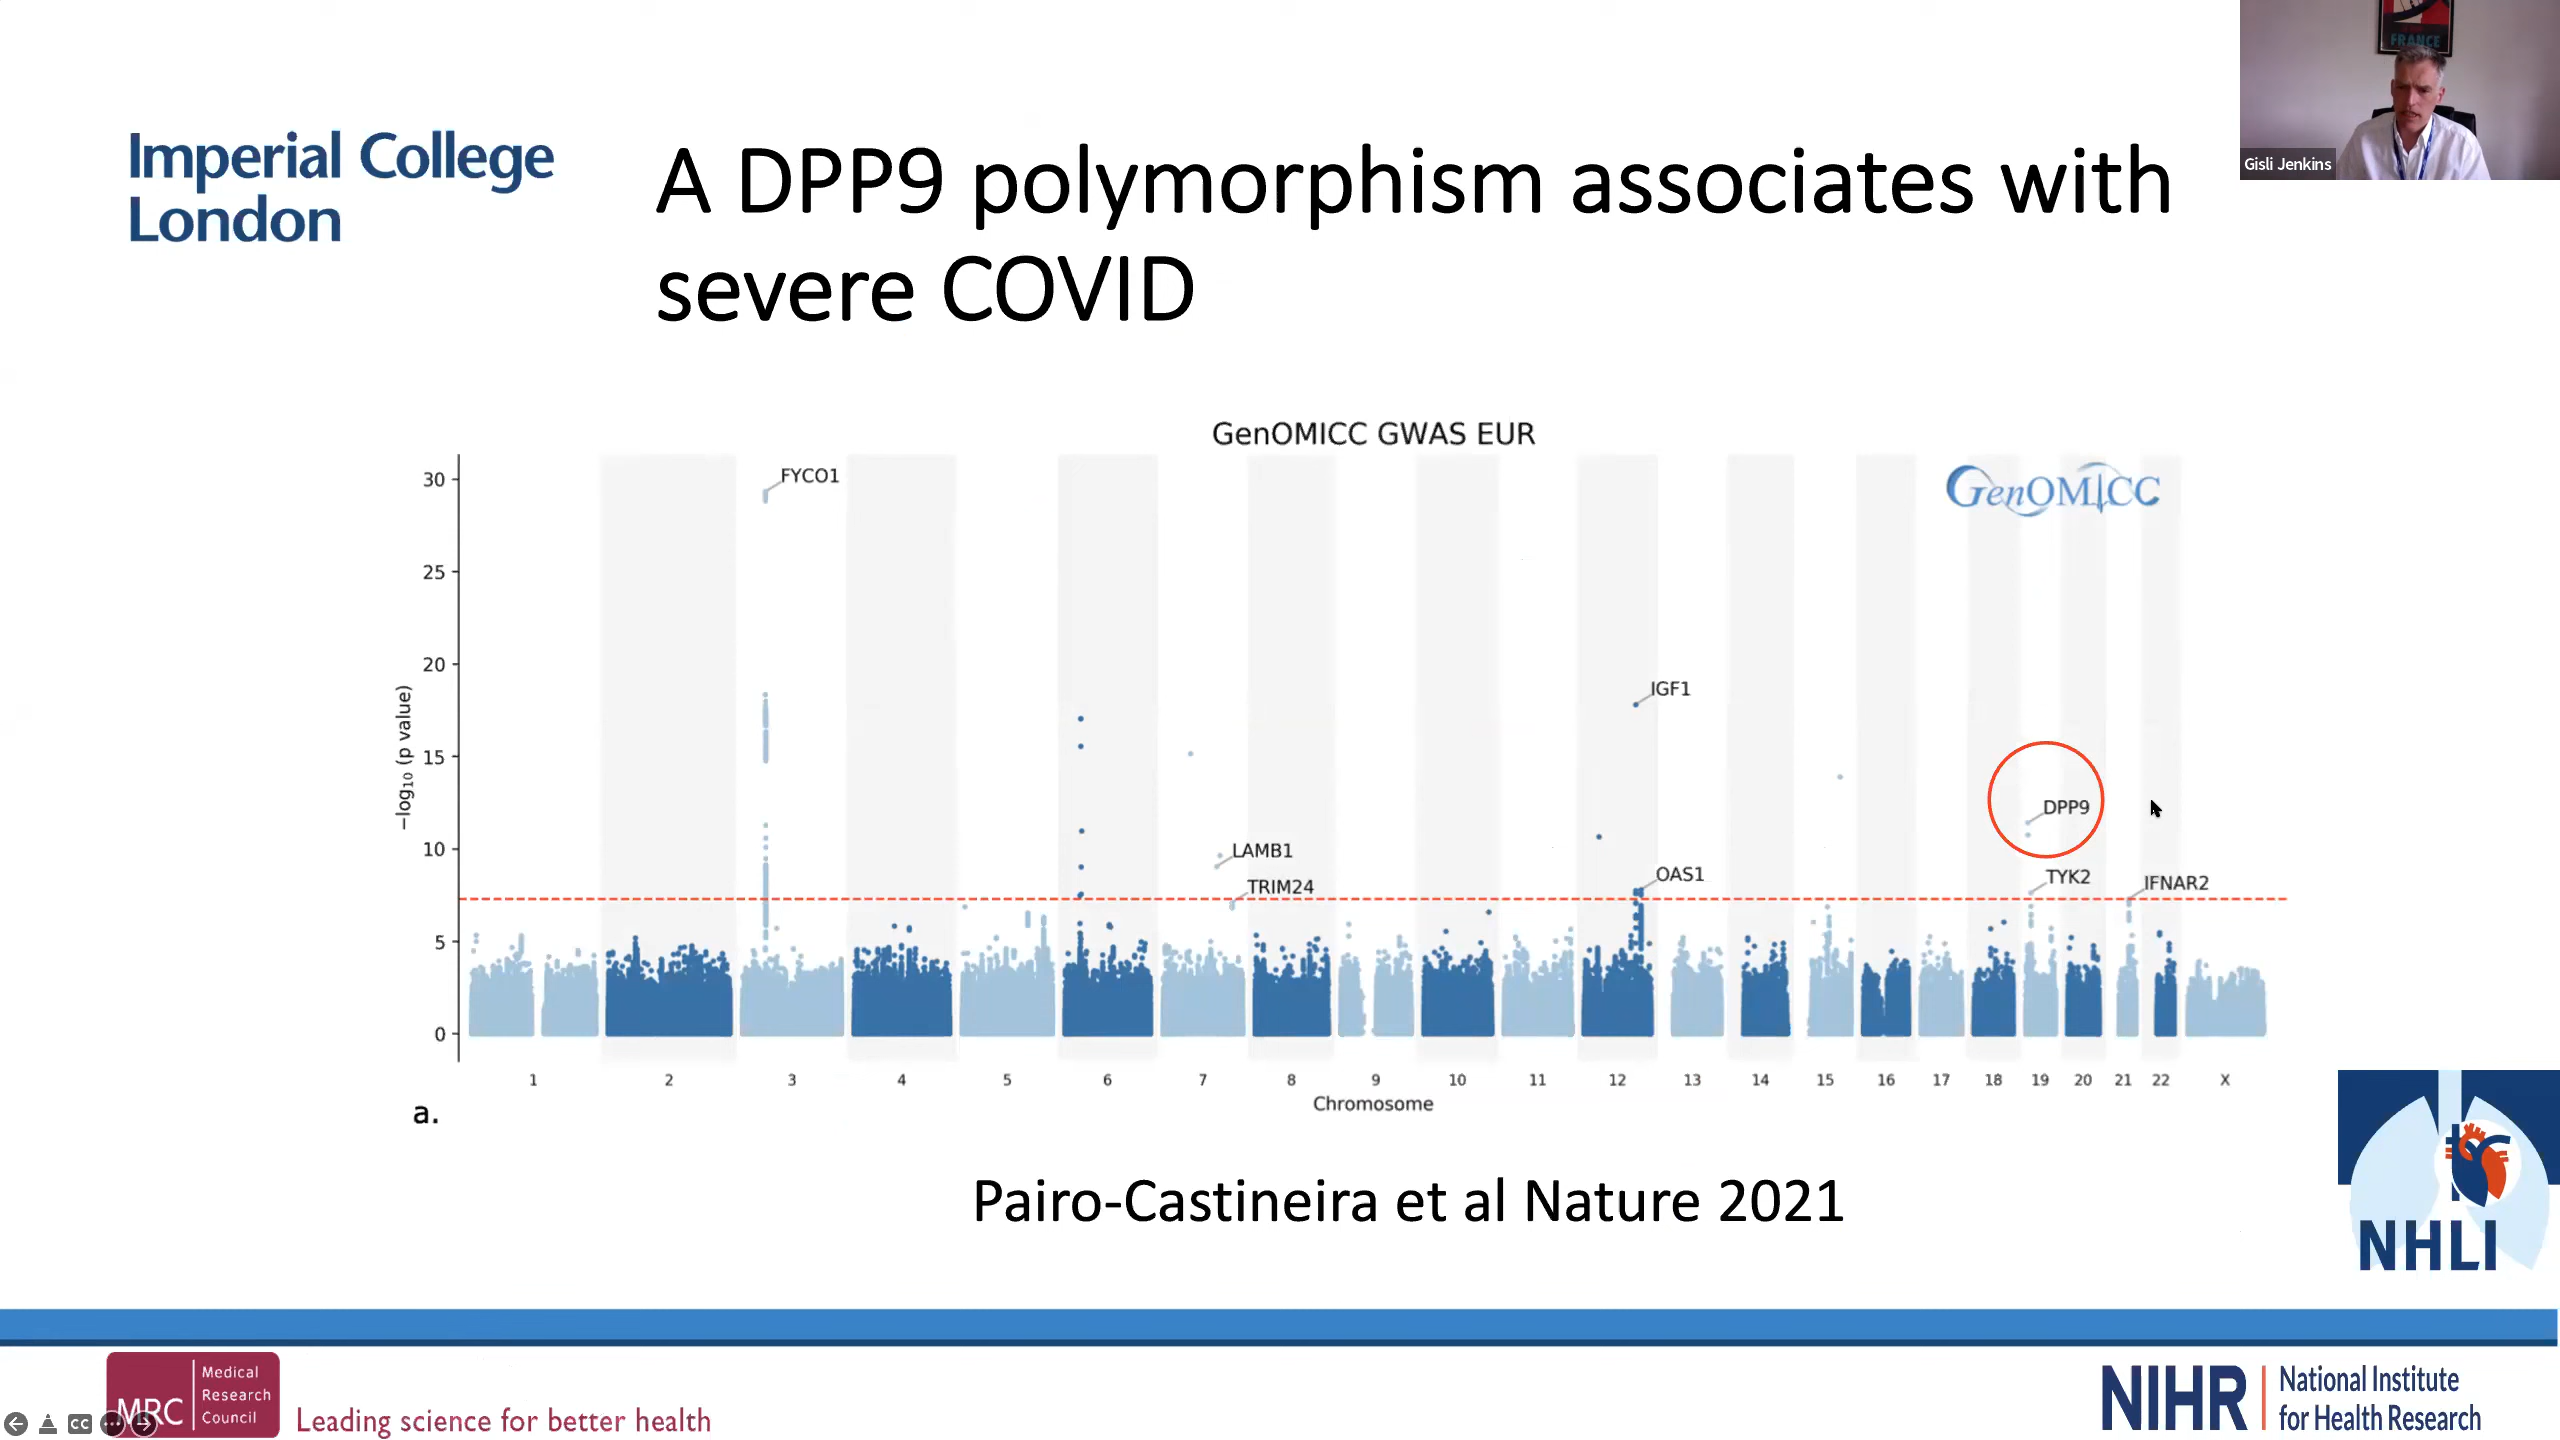 FRANCE
Gisli Jenkins
Imperial College
London
A DPP9 polymorphism associates with
severe COVID
GenOMICC GWAS EUR
GenOMICC
30
25
20
15
10
5
0
−log10 (p value)
FYCO1
LAMB1
TRIM24
IGF1
OAS1
DPP9
TYK2
IFNAR2
1 2 3 4 5 6 7 8 9 10 11 12 13 14 15 16 17 18 19 20 21 22 X
Chromosome
a.
Pairo-Castineira et al Nature 2021
NHLI
MRC
Medical
Research
Council
Leading science for better health
CC
NIHR
National Institute
for Health Research